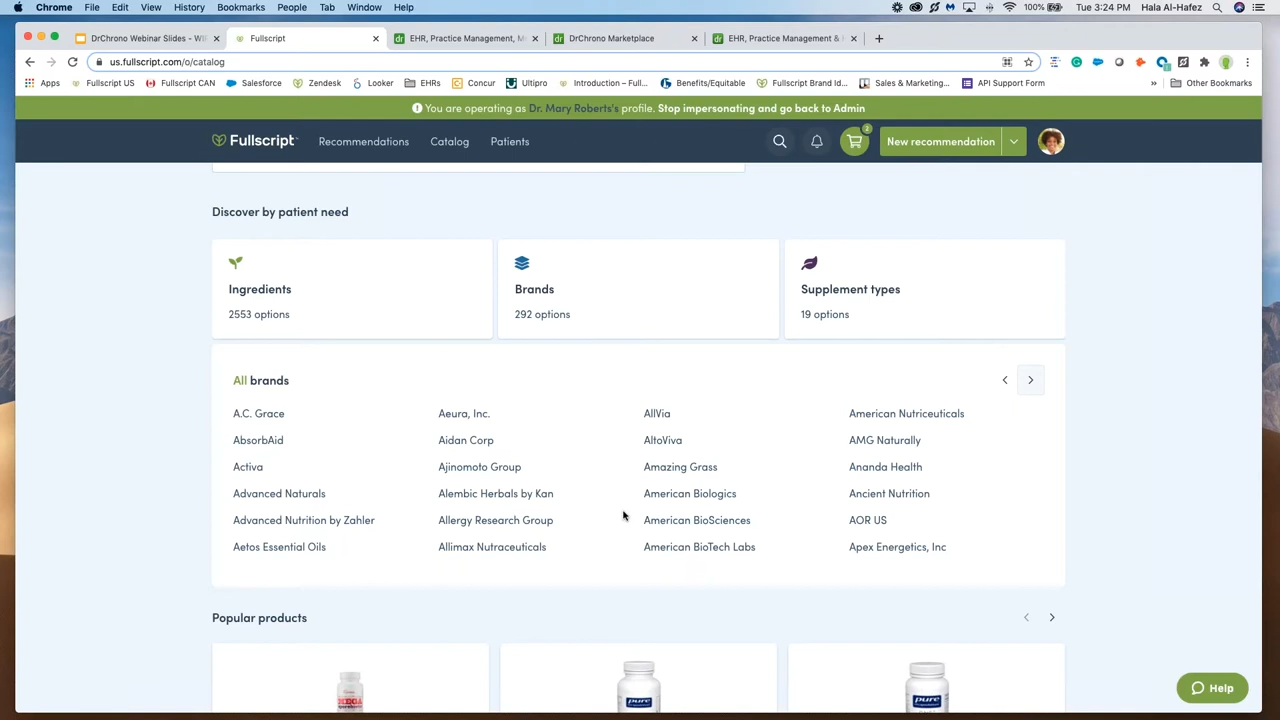 Chrome File Edit View History Bookmarks People Tab Window Help 100% Tue 3:24 PM Hala Al-Hafez
DrChrono Webinar Slides - WIP Fullscript EHR, Practice Management, M DrChrono Marketplace EHR, Practice Management &
us.fullscript.com/o/catalog
Apps Fullscript US Fullscript CAN Salesforce Zendesk Looker EHRs Concur Ultipro Introduction – Full... Benefits/Equitable Fullscript Brand Id... Sales & Marketing... API Support Form » Other Bookmarks
You are operating as Dr. Mary Roberts's profile. Stop impersonating and go back to Admin
Fullscript Recommendations Catalog Patients 2 New recommendation
Discover by patient need
Ingredients Brands Supplement types
2553 options 292 options 19 options
All brands
A.C. Grace Aeura, Inc. AllVia American Nutriceuticals
AbsorbAid Aidan Corp AltoViva AMG Naturally
Activa Ajinomoto Group Amazing Grass Ananda Health
Advanced Naturals Alembic Herbals by Kan American Biologics Ancient Nutrition
Advanced Nutrition by Zahler Allergy Research Group American BioSciences AOR US
Aetos Essential Oils Allimax Nutraceuticals American BioTech Labs Apex Energetics, Inc
Popular products
pure pure
Help